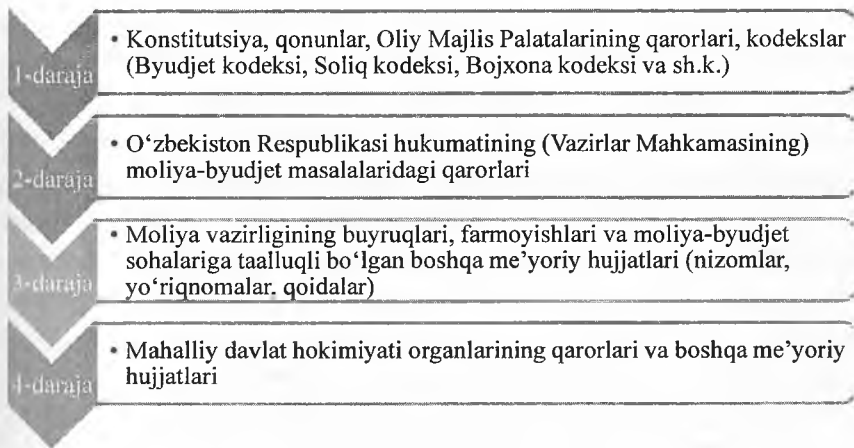 1-daraja
• Konstitutsiya, qonunlar, Oliy Majlis Palatalarining qarorlari, kodekslar
(Byudjet kodeksi, Soliq kodeksi, Bojxona kodeksi va sh.k.)
2-daraja
• O‘zbekiston Respublikasi hukumatining (Vazirlar Mahkamasining)
moliya-byudjet masalalaridagi qarorlari
3-daraja
• Moliya vazirligining buyruqlari, farmoyishlari va moliya-byudjet
sohalariga taalluqli bo‘lgan boshqa me’yoriy hujjatlari (nizomlar,
yo‘riqnomalar. qoidalar)
4-daraja
• Mahalliy davlat hokimiyati organlarining qarorlari va boshqa me’yoriy
hujjatlari